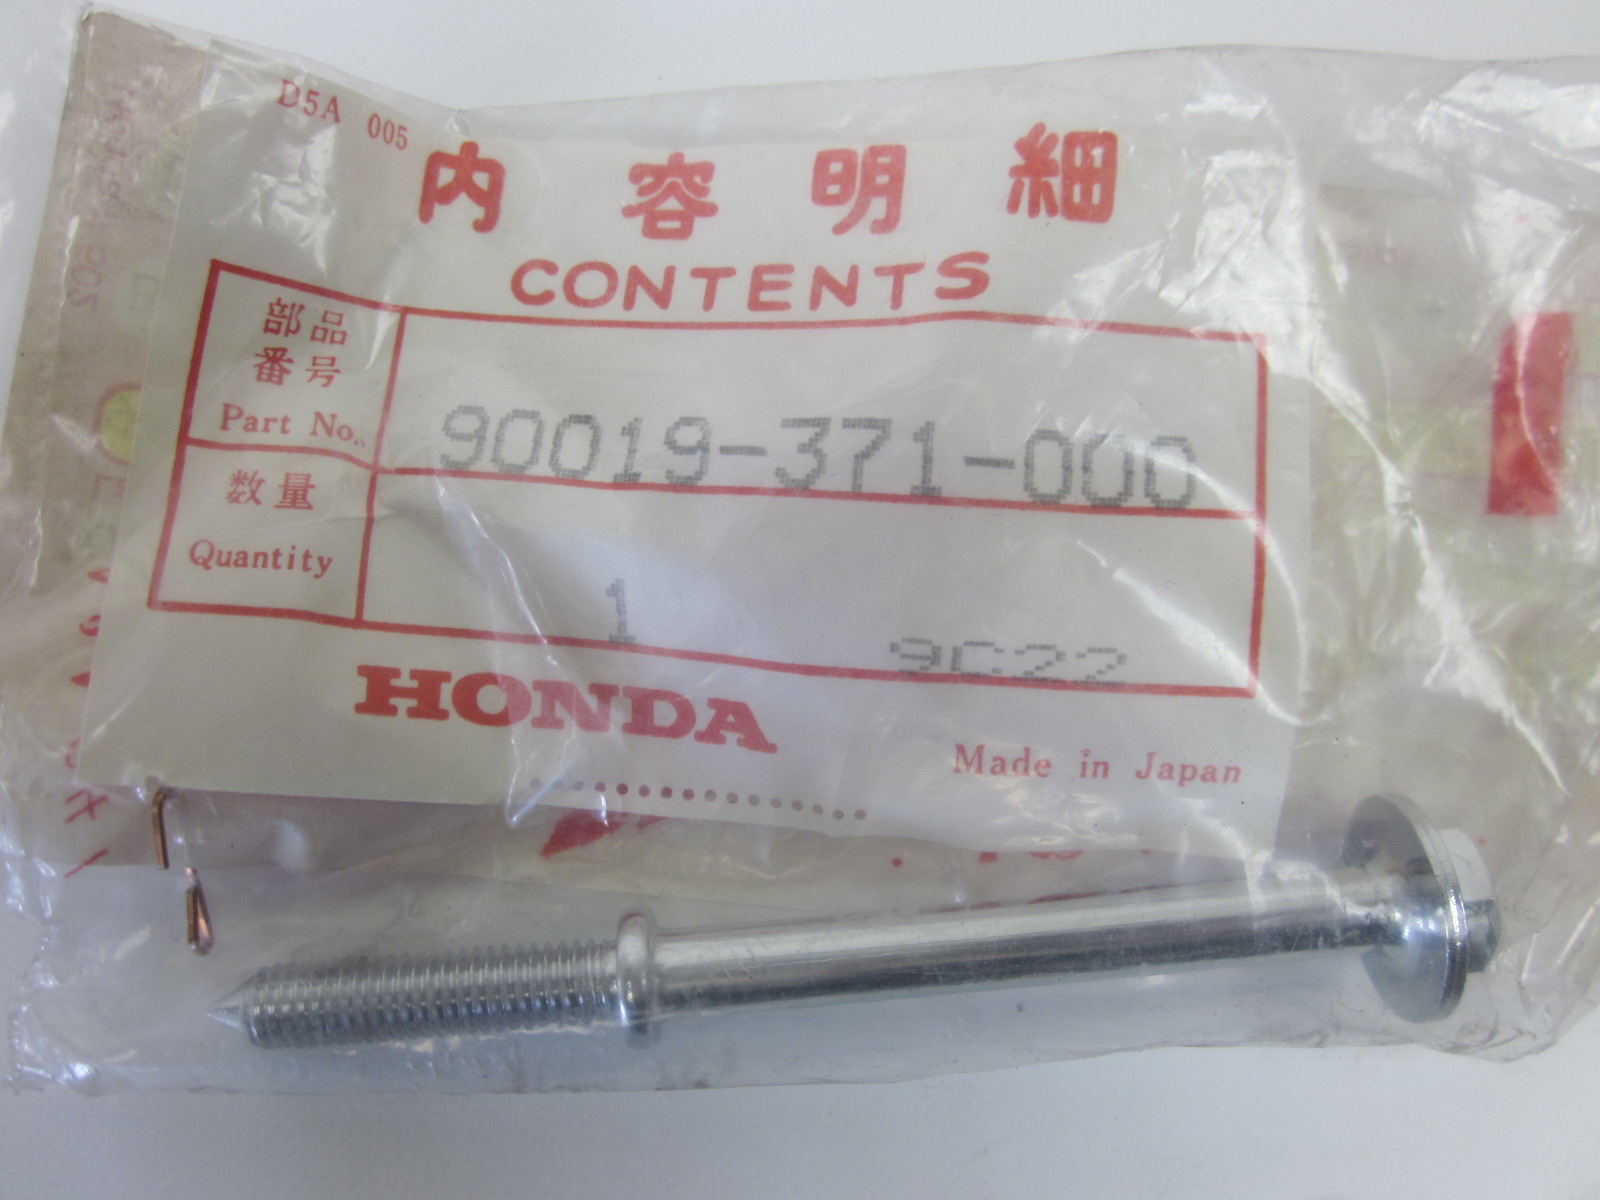 D5A 005
内容明細
CONTENTS
部品
番号
Part No.
90019-371-000
数量
Quantity
1
9C22
HONDA
Made in Japan